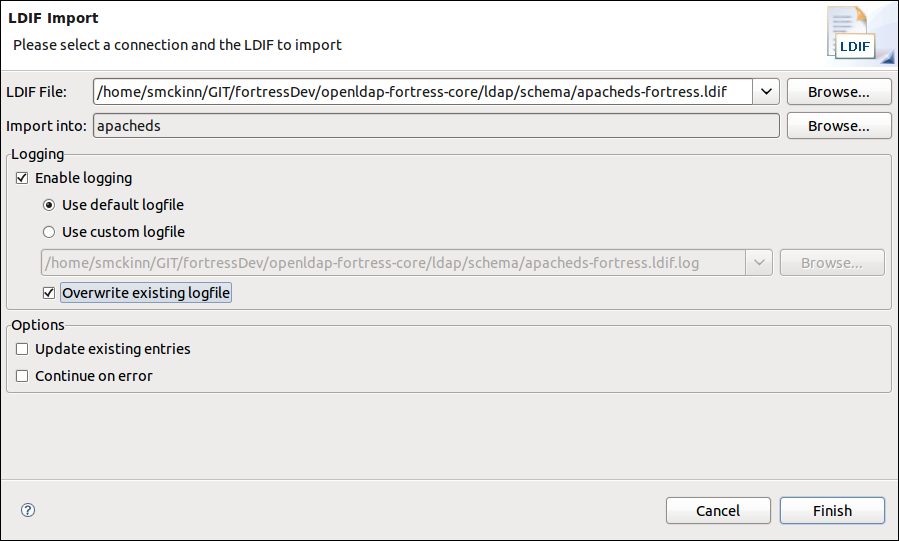 LDIF Import
Please select a connection and the LDIF to import
LDIF
LDIF File: /home/smckinn/GIT/fortressDev/openldap-fortress-core/ldap/schema/apacheds-fortress.ldif Browse...
Import into: apacheds Browse...
Logging
Enable logging
Use default logfile
Use custom logfile
/home/smckinn/GIT/fortressDev/openldap-fortress-core/ldap/schema/apacheds-fortress.ldif.log Browse...
Overwrite existing logfile
Options
Update existing entries
Continue on error
? Cancel Finish